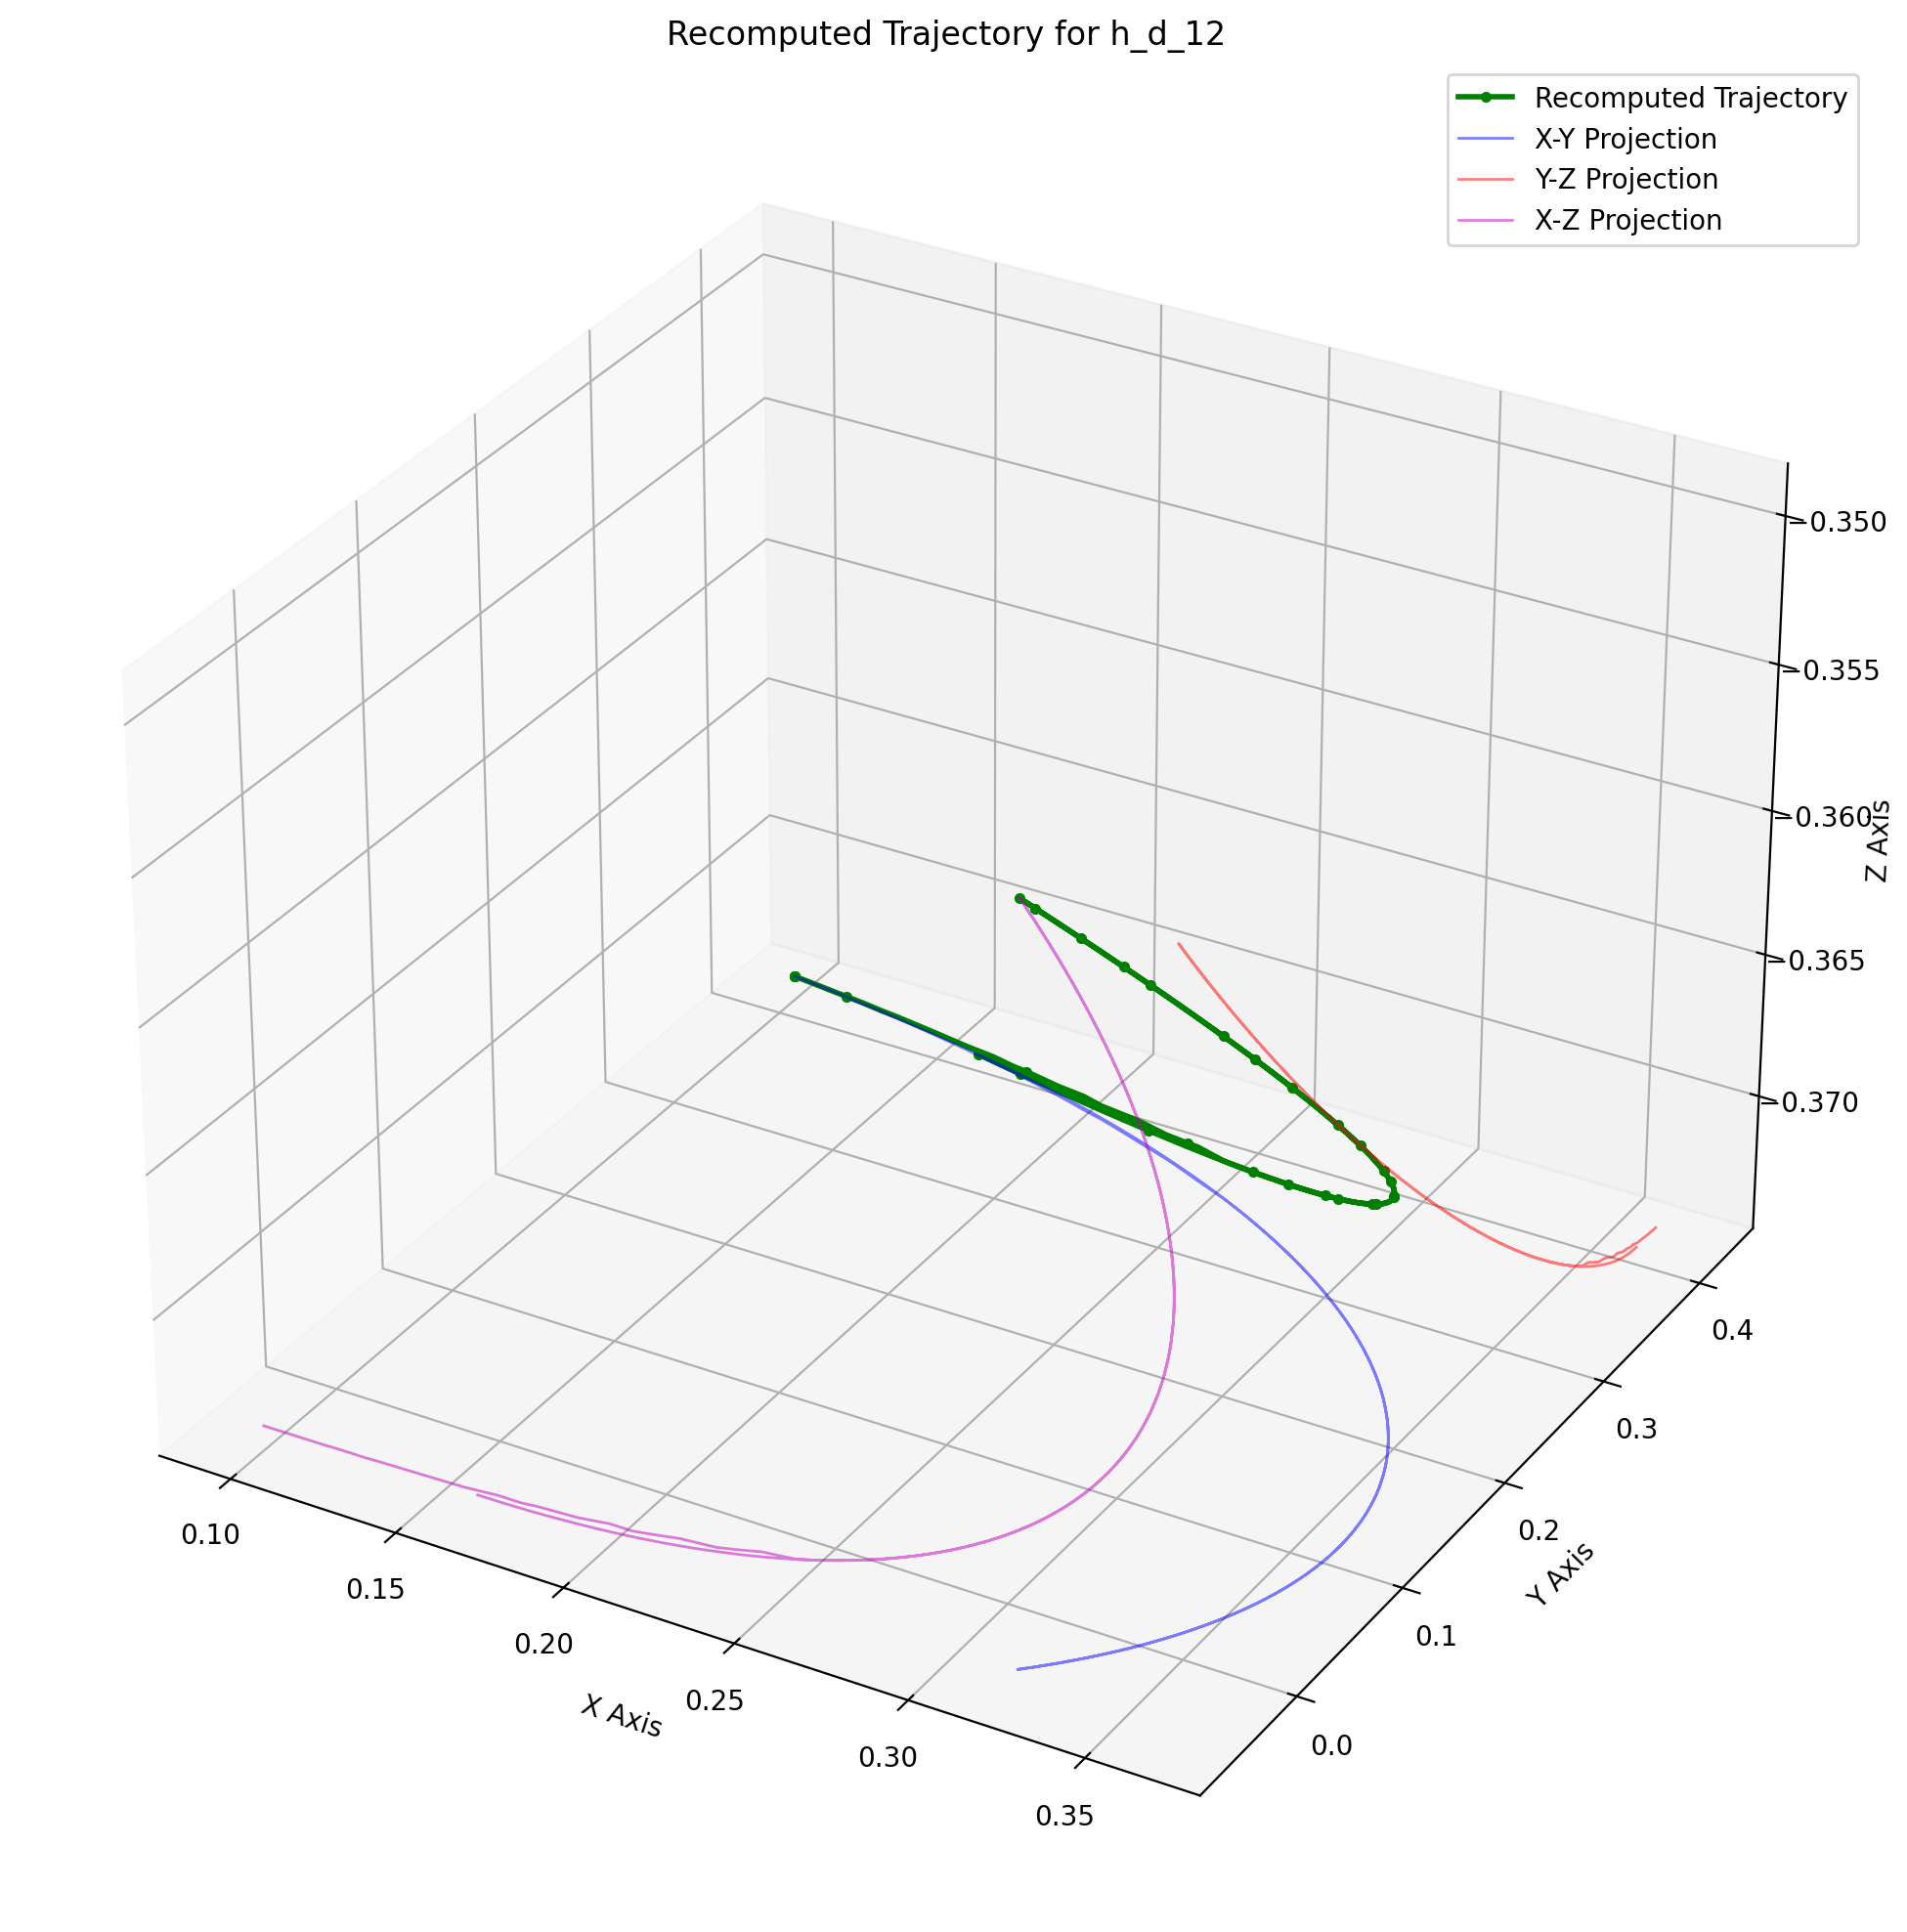 Recomputed Trajectory for h_d_12
Recomputed Trajectory
X-Y Projection
Y-Z Projection
X-Z Projection
−0.350
−0.355
−0.360
−0.365
−0.370
Z Axis
0.4
0.3
0.2
0.1
0.0
Y Axis
0.10
0.15
0.20
0.25
0.30
0.35
X Axis